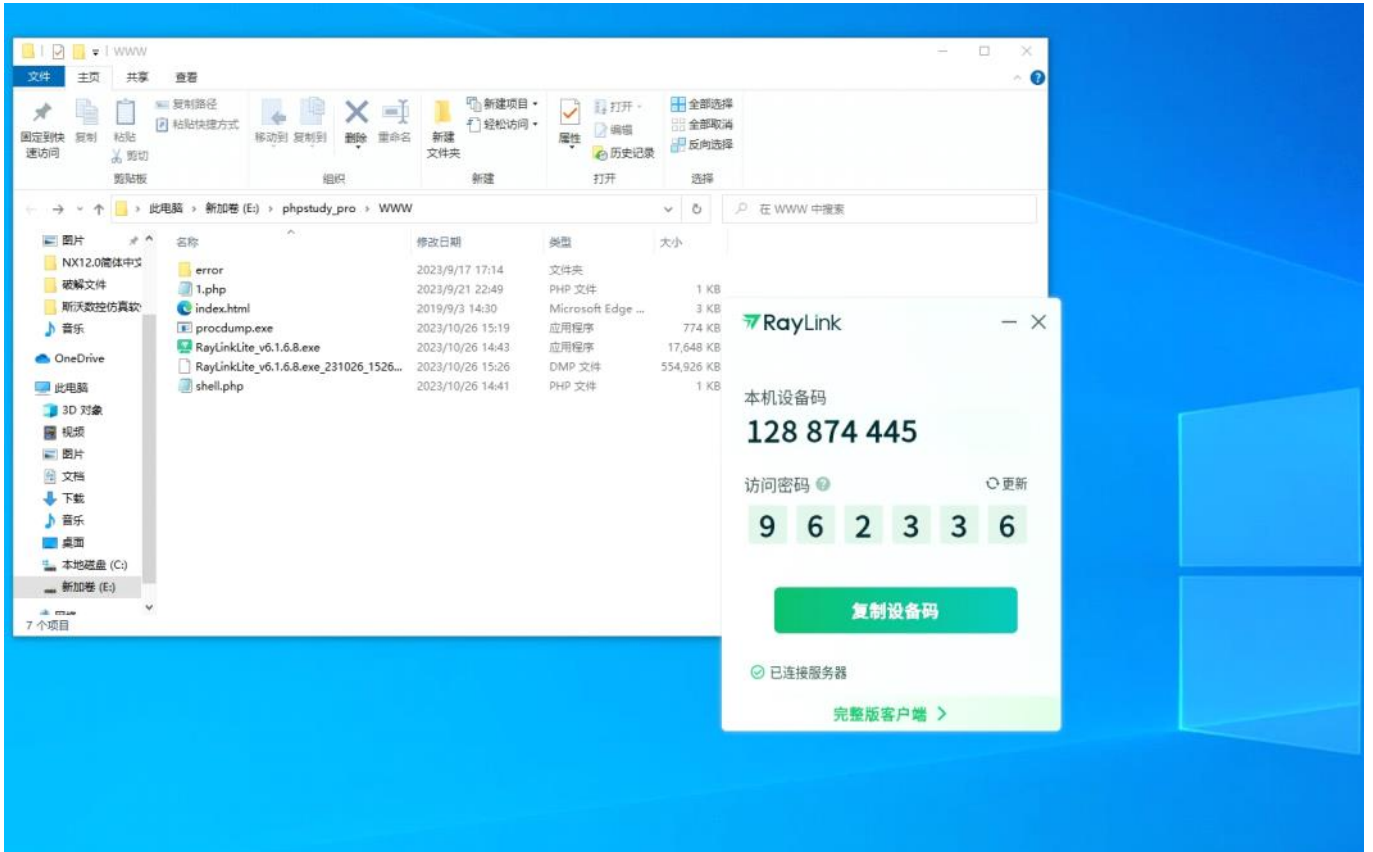 WWW
文件 主页 共享 查看
固定到快速访问 复制 粘贴 复制路径 粘贴快捷方式 剪切 移动到 复制到 删除 重命名 新建文件夹 新建项目 轻松访问 属性 打开 编辑 历史记录 全部选择 全部取消 反向选择
剪贴板 组织 新建 打开 选择
此电脑 › 新加卷 (E:) › phpstudy_pro › WWW 在 WWW 中搜索
图片
NX12.0简体中文
破解文件
斯沃数控仿真软
音乐
OneDrive
此电脑
3D 对象
视频
图片
文档
下载
音乐
桌面
本地磁盘 (C:)
新加卷 (E:)
名称 修改日期 类型 大小
error 2023/9/17 17:14 文件夹
1.php 2023/9/21 22:49 PHP 文件 1 KB
index.html 2019/9/3 14:30 Microsoft Edge ... 3 KB
procdump.exe 2023/10/26 15:19 应用程序 774 KB
RayLinkLite_v6.1.6.8.exe 2023/10/26 14:43 应用程序 17,648 KB
RayLinkLite_v6.1.6.8.exe_231026_1526... 2023/10/26 15:26 DMP 文件 554,926 KB
shell.php 2023/10/26 14:41 PHP 文件 1 KB
7 个项目
RayLink
本机设备码
128 874 445
访问密码 更新
9 6 2 3 3 6
复制设备码
已连接服务器
完整版客户端